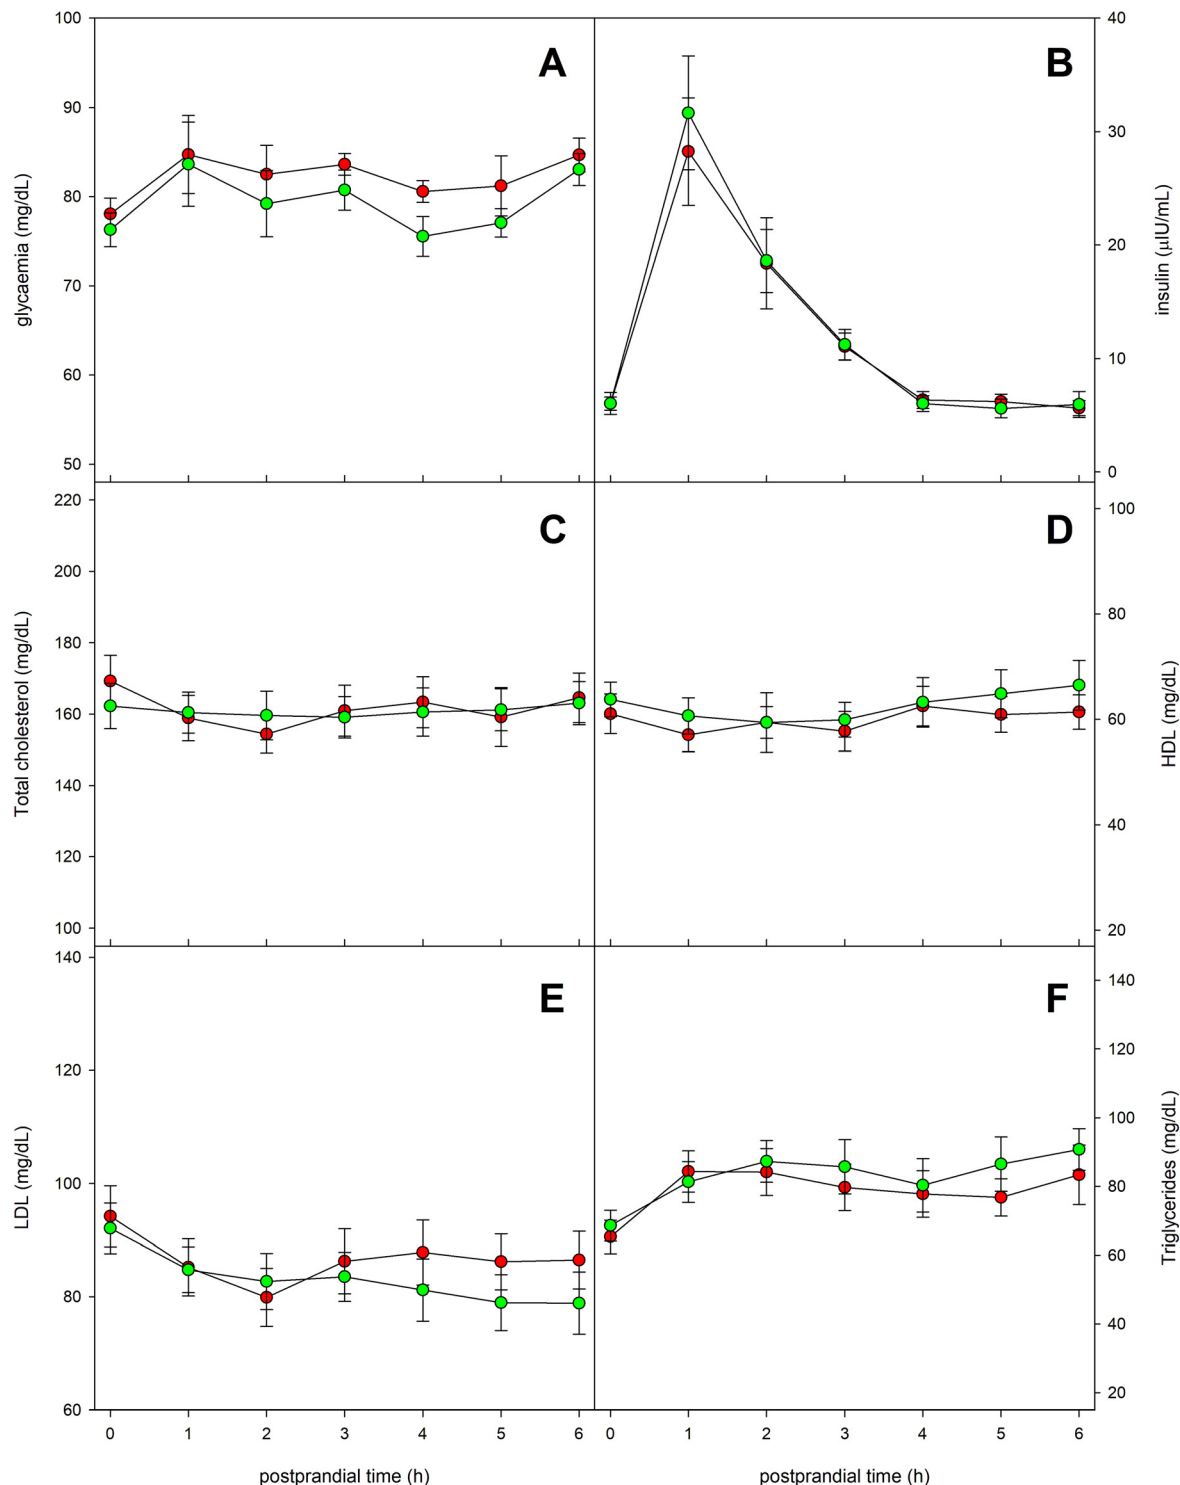 A
glycaemia (mg/dL)
100
90
80
70
60
50
B
insulin (µIU/mL)
40
30
20
10
0
C
Total cholesterol (mg/dL)
220
200
180
160
140
120
100
D
HDL (mg/dL)
100
80
60
40
20
E
LDL (mg/dL)
140
120
100
80
60
0 1 2 3 4 5 6
postprandial time (h)
F
Triglycerides (mg/dL)
140
120
100
80
60
40
20
0 1 2 3 4 5 6
postprandial time (h)